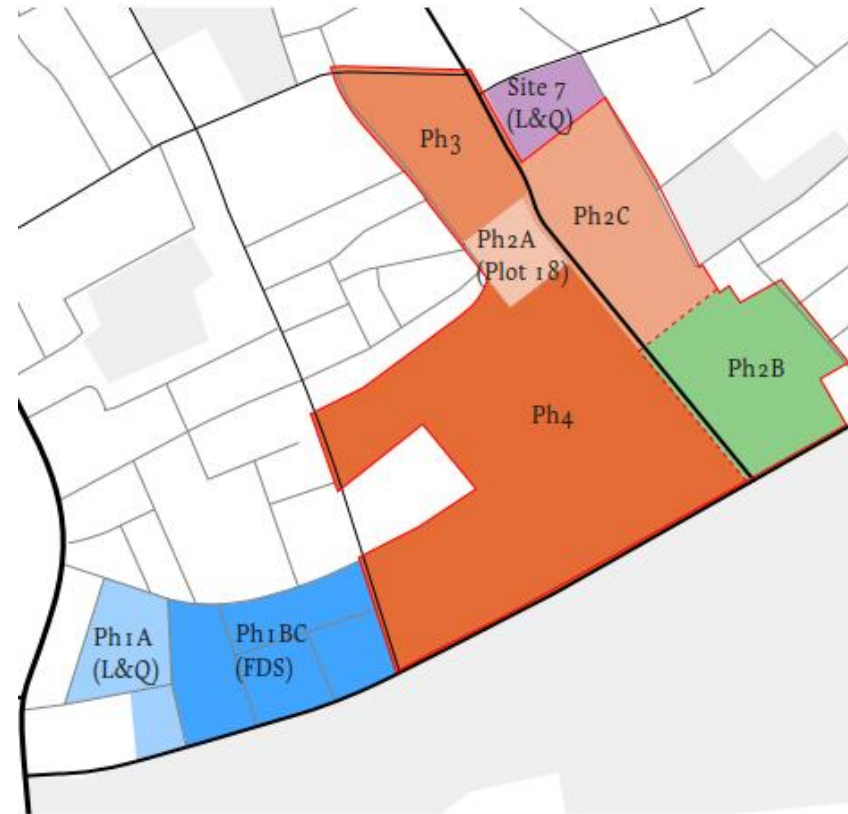 Site 7
(L&Q)
Ph3
Ph2C
Ph2A
(Plot 18)
Ph2B
Ph4
Ph1A
(L&Q)
Ph1BC
(FDS)